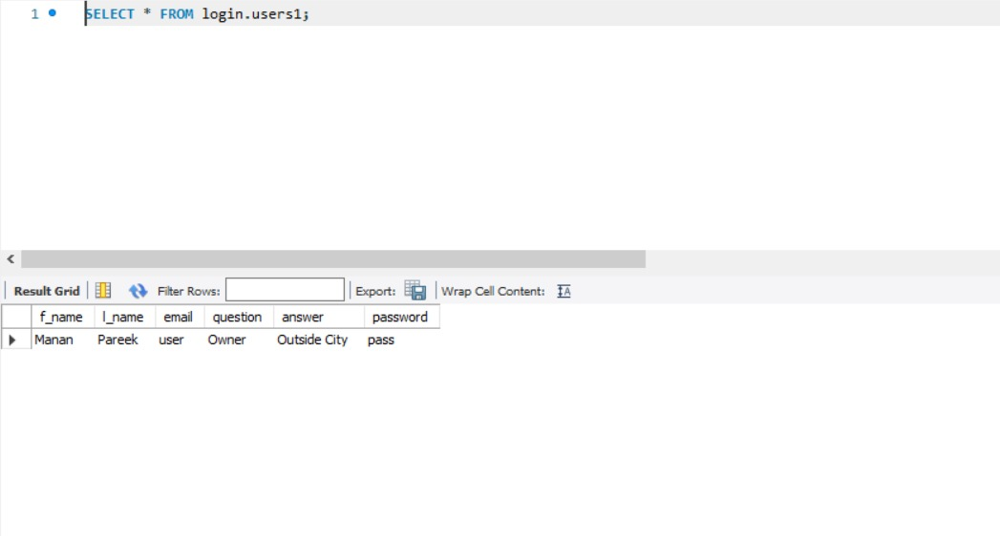 1 SELECT * FROM login.users1;
Result Grid Filter Rows: Export: Wrap Cell Content: IA
f_name l_name email question answer password
Manan Pareek user Owner Outside City pass